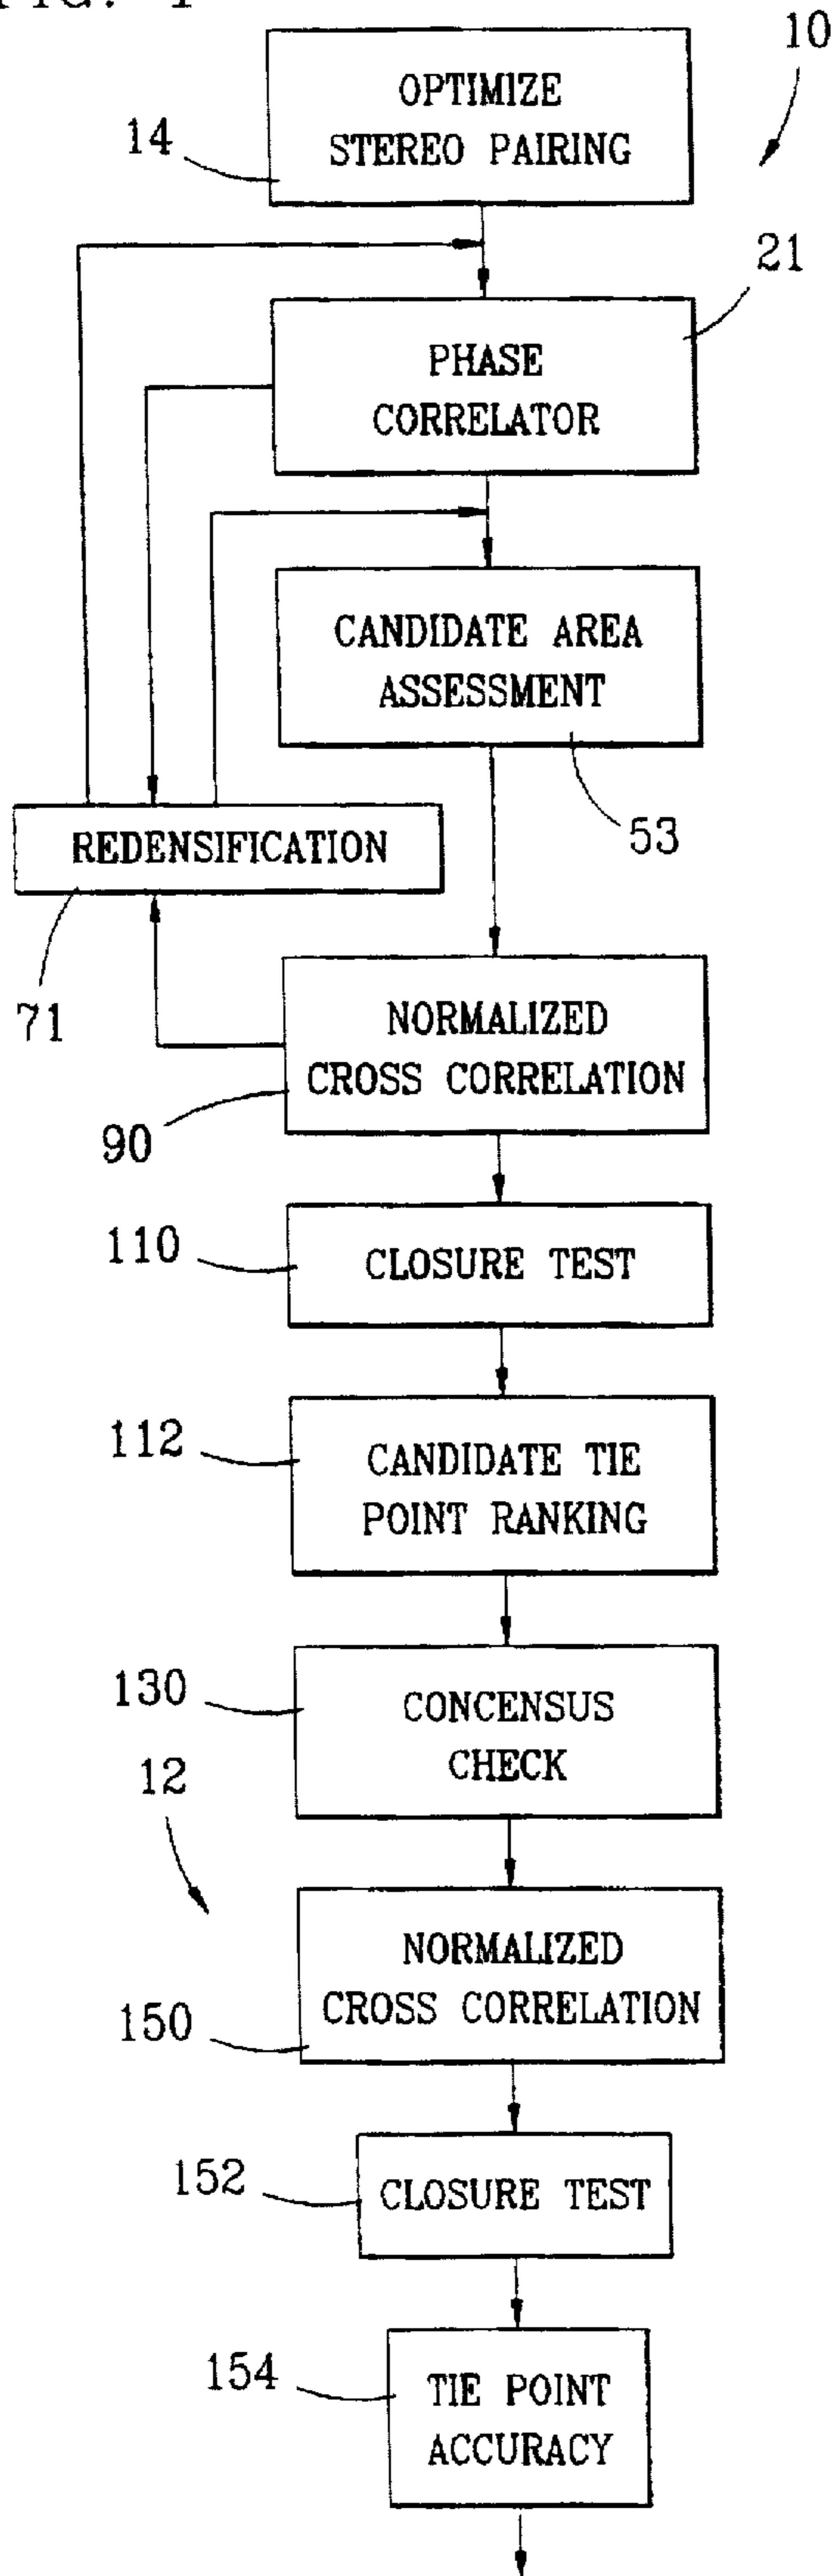 10
OPTIMIZE
STEREO PAIRING
14
21
PHASE
CORRELATOR
CANDIDATE AREA
ASSESSMENT
53
REDENSIFICATION
71
NORMALIZED
CROSS CORRELATION
90
110
CLOSURE TEST
112
CANDIDATE TIE
POINT RANKING
130
CONCENSUS
CHECK
12
NORMALIZED
CROSS CORRELATION
150
152
CLOSURE TEST
154
TIE POINT
ACCURACY